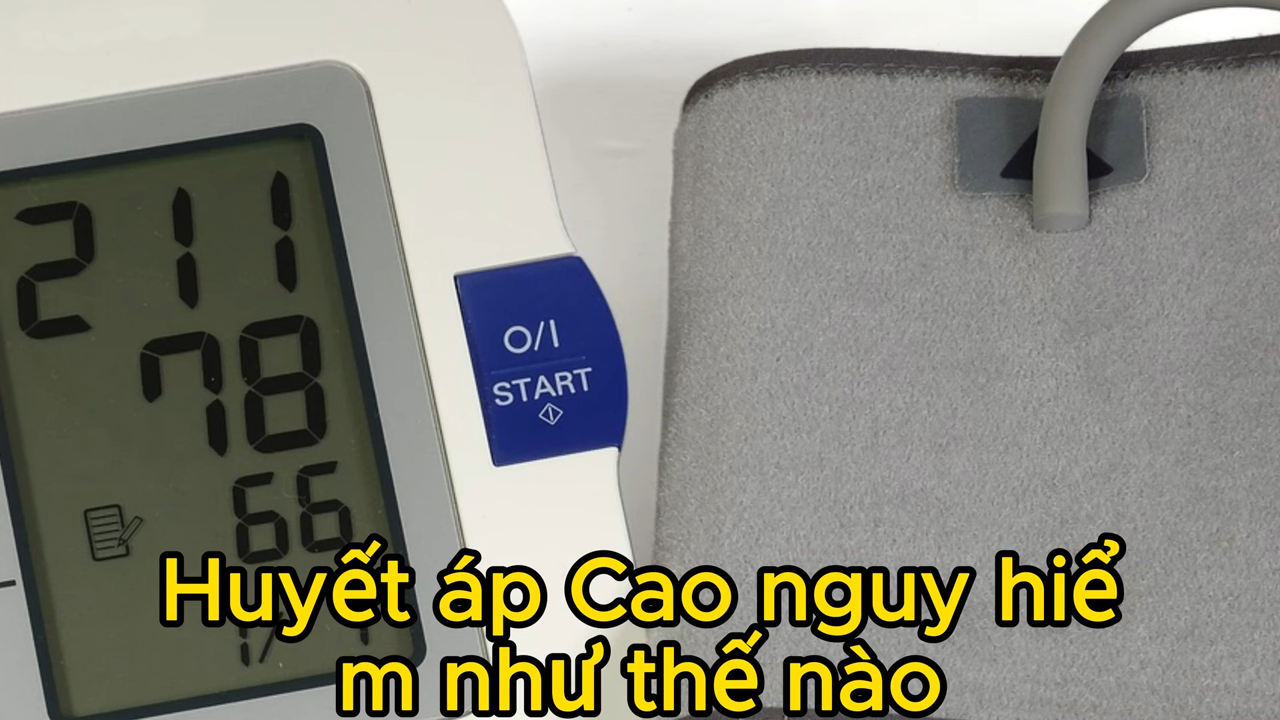 211
78
66
O/I
START
Huyết áp Cao nguy hiể
m như thế nào